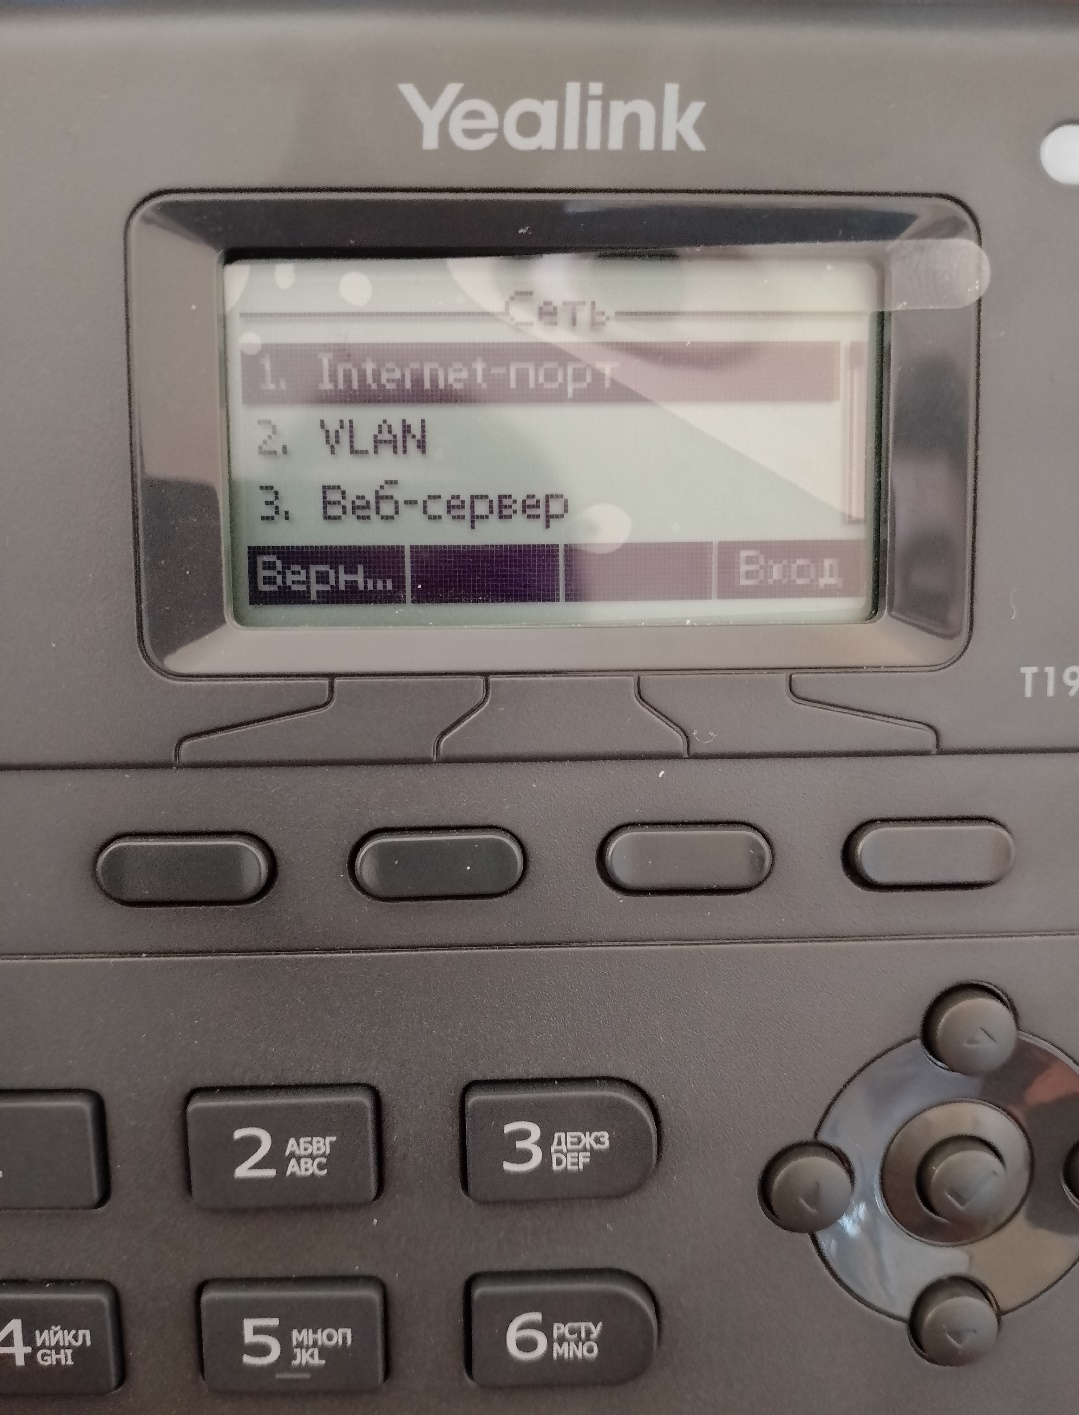 Yealink
Сеть
1. Internet-порт
2. VLAN
3. Веб-сервер
Верн... Вход
T19
2 АБВГ
ABC
3 ДЕЖЗ
DEF
4 ИЙКЛ
GHI
5 МНОП
JKL
6 РСТУ
MNO